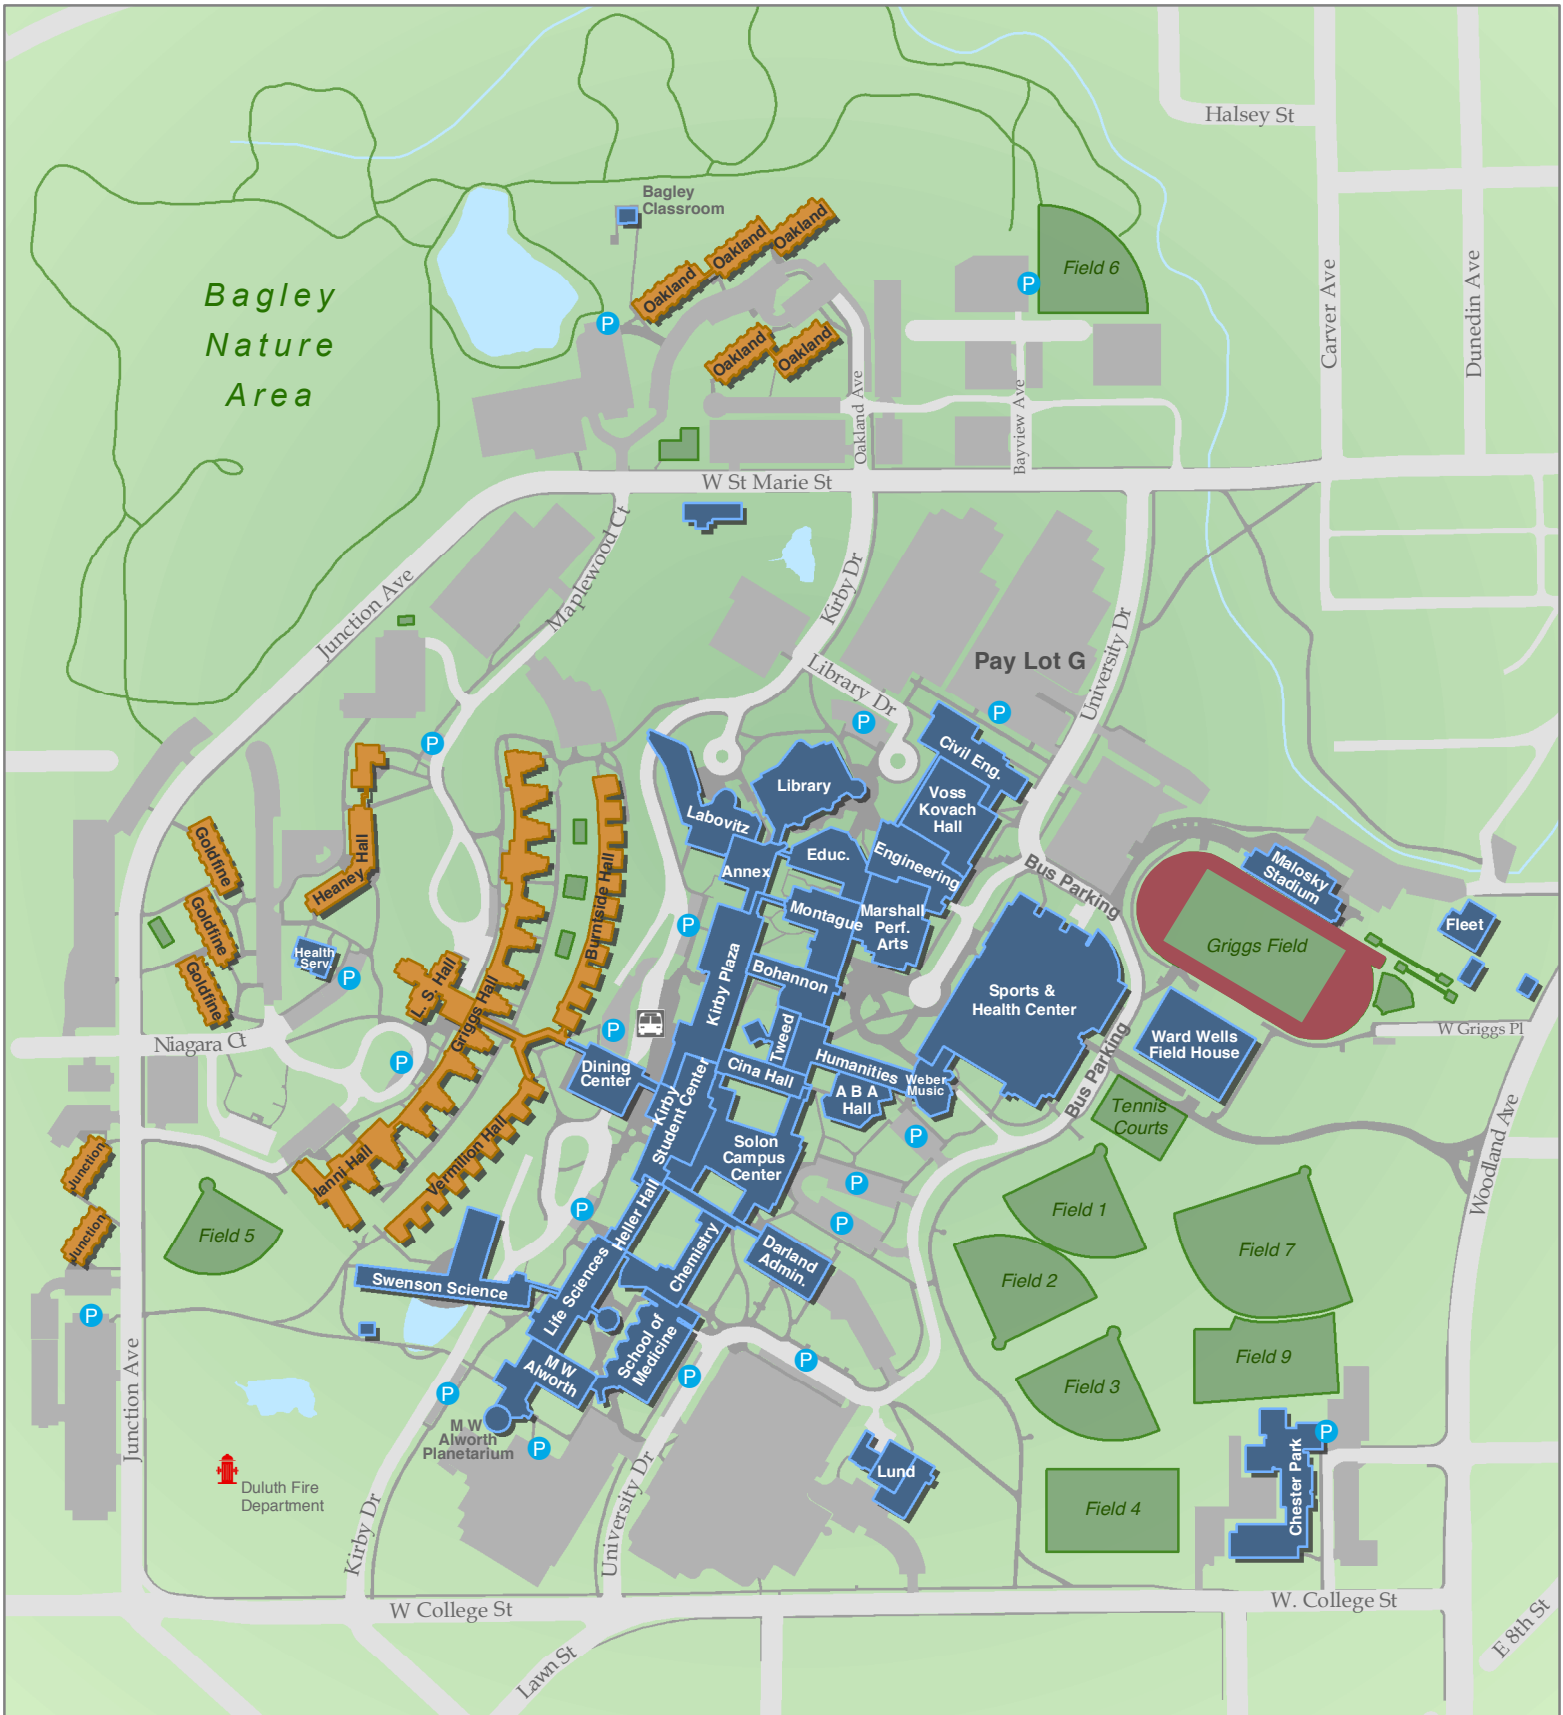 Halsey St
Carver Ave
Dunedin Ave
Bagley
Classroom
Oakland
Oakland
Oakland
Oakland
Oakland
Field 6
P
P
Bagley
Nature
Area
Oakland Ave
Bayview Ave
W St Marie St
Junction Ave
Maplewood Ct
Kirby Dr
Library Dr
Pay Lot G
University Dr
P
P
P
Civil Eng.
Voss
Kovach
Hall
Library
Labovitz
Educ.
Engineering
Annex
Montague
Marshall
Perf.
Arts
Bus Parking
Malosky
Stadium
Griggs Field
Fleet
Goldfine
Goldfine
Goldfine
Heaney Hall
Health
Serv.
P
L. S. Hall
Griggs Hall
Burntside Hall
P
Kirby Plaza
Bohannon
Sports &
Health Center
Ward Wells
Field House
W Griggs Pl
Niagara Ct
P
P
Dining
Center
Tweed
Cina Hall
Humanities
Weber
Music
A B A
Hall
Bus Parking
Tennis
Courts
Kirby
Student Center
Solon
Campus
Center
P
P
P
Junction
Junction
Ianni Hall
Vermilion Hall
Field 5
P
Heller Hall
Chemistry
Darland
Admin.
Field 1
Field 2
Field 7
Woodland Ave
Swenson Science
Life Sciences
School of
Medicine
M W
Alworth
P
P
P
P
P
M W
Alworth
Planetarium
Field 3
Field 9
Field 4
Chester Park
P
Lund
Junction Ave
Duluth Fire
Department
Kirby Dr
University Dr
W College St
W. College St
Lawn St
E 8th St